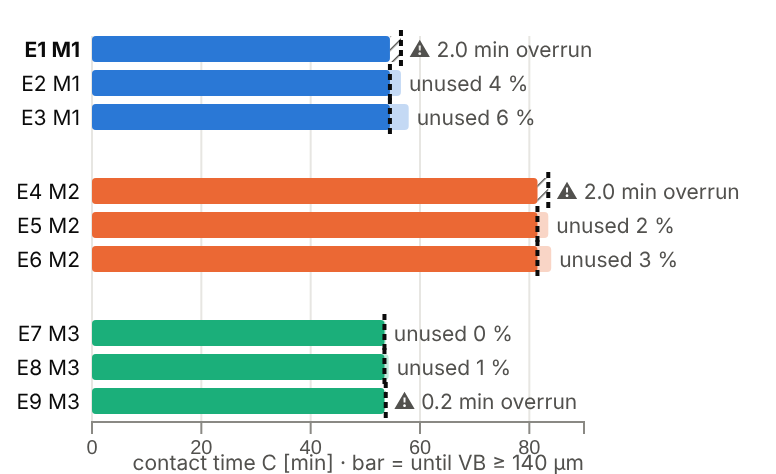 E1 M1 ⚠ 2.0 min overrun
E2 M1 unused 4 %
E3 M1 unused 6 %
E4 M2 ⚠ 2.0 min overrun
E5 M2 unused 2 %
E6 M2 unused 3 %
E7 M3 unused 0 %
E8 M3 unused 1 %
E9 M3 ⚠ 0.2 min overrun
0 20 40 60 80
contact time C [min] · bar = until VB ≥ 140 µm